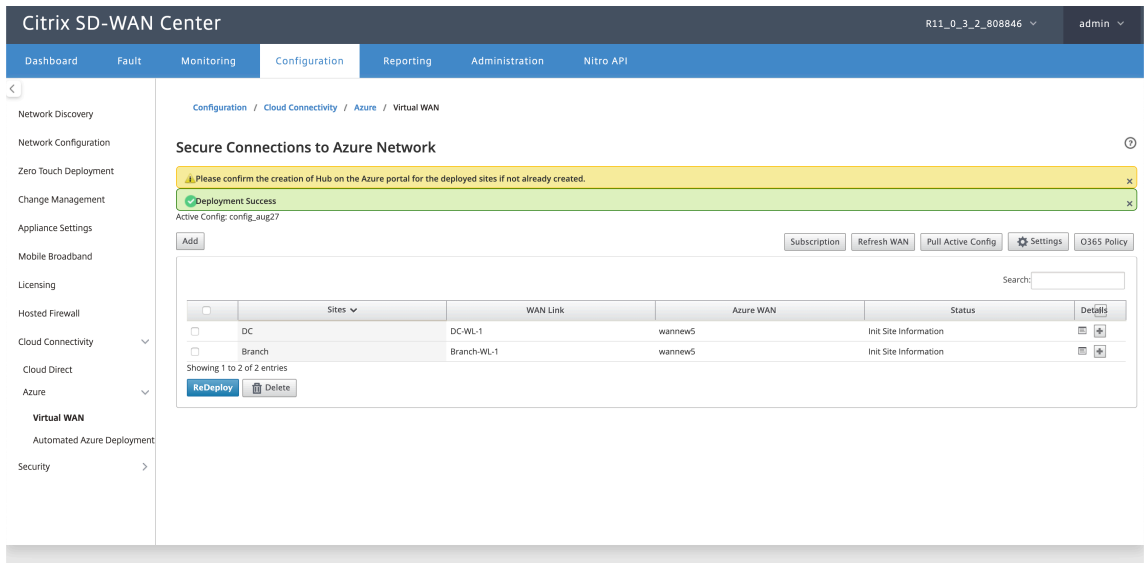 Citrix SD-WAN Center
R11_0_3_2_808846 admin
Dashboard Fault Monitoring Configuration Reporting Administration Nitro API
Network Discovery
Network Configuration
Zero Touch Deployment
Change Management
Appliance Settings
Mobile Broadband
Licensing
Hosted Firewall
Cloud Connectivity
Cloud Direct
Azure
Virtual WAN
Automated Azure Deployment
Security
Configuration / Cloud Connectivity / Azure / Virtual WAN
Secure Connections to Azure Network
Please confirm the creation of Hub on the Azure portal for the deployed sites if not already created.
Deployment Success
Active Config: config_aug27
Add Subscription Refresh WAN Pull Active Config Settings O365 Policy
Search:
Sites WAN Link Azure WAN Status Details
DC DC-WL-1 wannew5 Init Site Information
Branch Branch-WL-1 wannew5 Init Site Information
Showing 1 to 2 of 2 entries
ReDeploy Delete